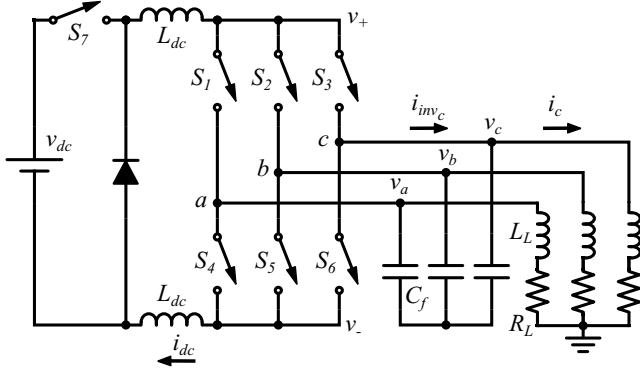 S7
Ldc
v+
S1
S2
S3
iinvc
ic
vdc
c
vc
b
vb
a
va
LL
S4
S5
S6
Ldc
Cf
RL
v-
idc